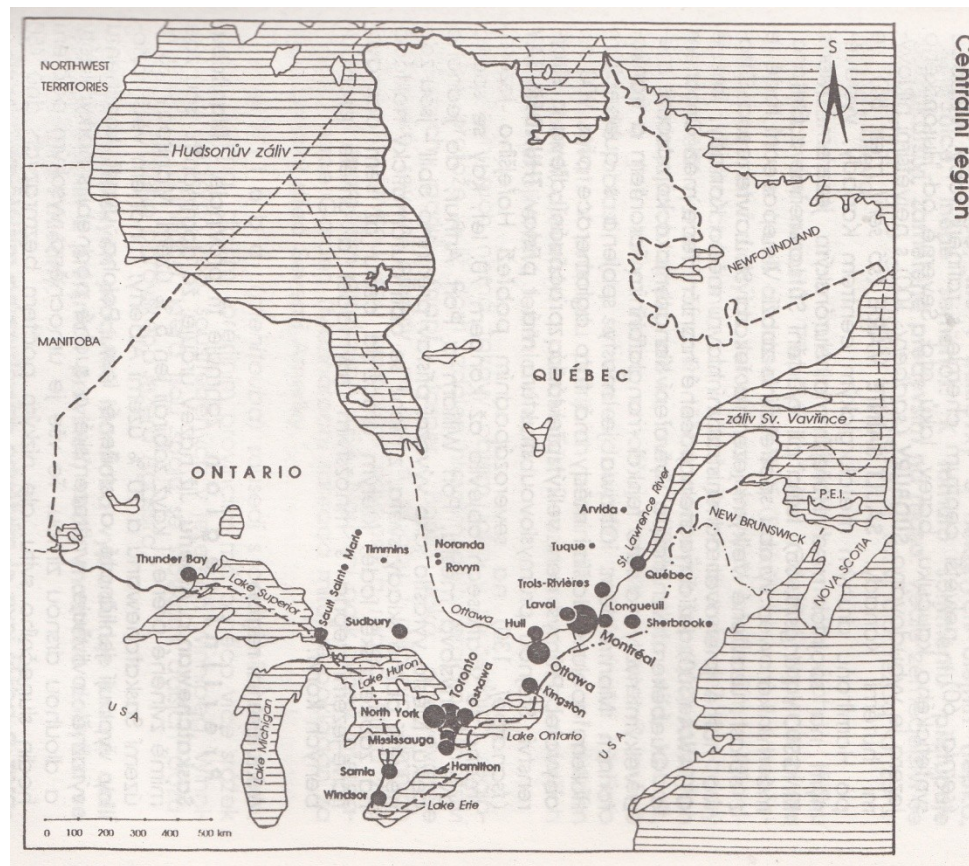 Centralní region
S
NORTHWEST
TERRITORIES
Hudsonův záliv
MANITOBA
NEWFOUNDLAND
QUÉBEC
ONTARIO
záliv Sv. Vavřince
P.E.I.
NEW BRUNSWICK
NOVA SCOTIA
St. Lawrence River
Arvida
Tuque
Québec
Trois-Rivières
Laval
Longueuil
Sherbrook
Montréal
Hull
Ottawa
Ottawa
Kingston
Thunder Bay
Lake Superior
Sault Sainte Marie
Timmins
Noranda
Rovyn
Sudbury
Lake Huron
Toronto
Oshawa
North York
Mississauga
Lake Ontario
Hamilton
Sarnia
Windsor
Lake Erie
Lake Michigan
USA
USA
0 100 200 300 400 500 km